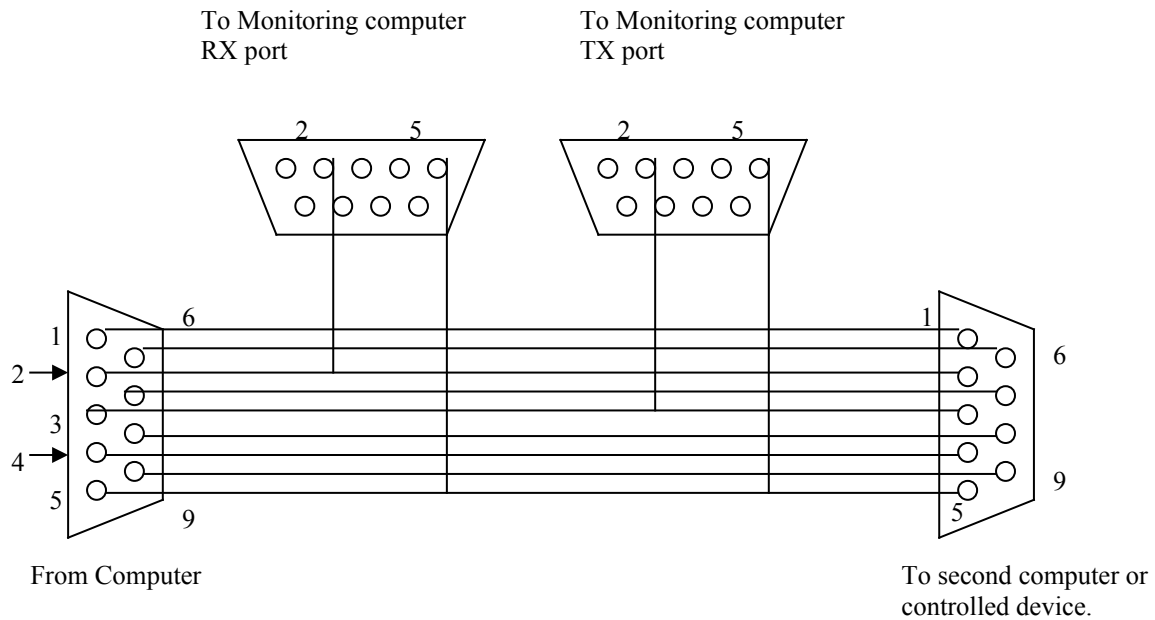 To Monitoring computer
RX port
To Monitoring computer
TX port
2 5
2 5
1
6
2
3
4
5
9
1
6
5
9
From Computer
To second computer or
controlled device.